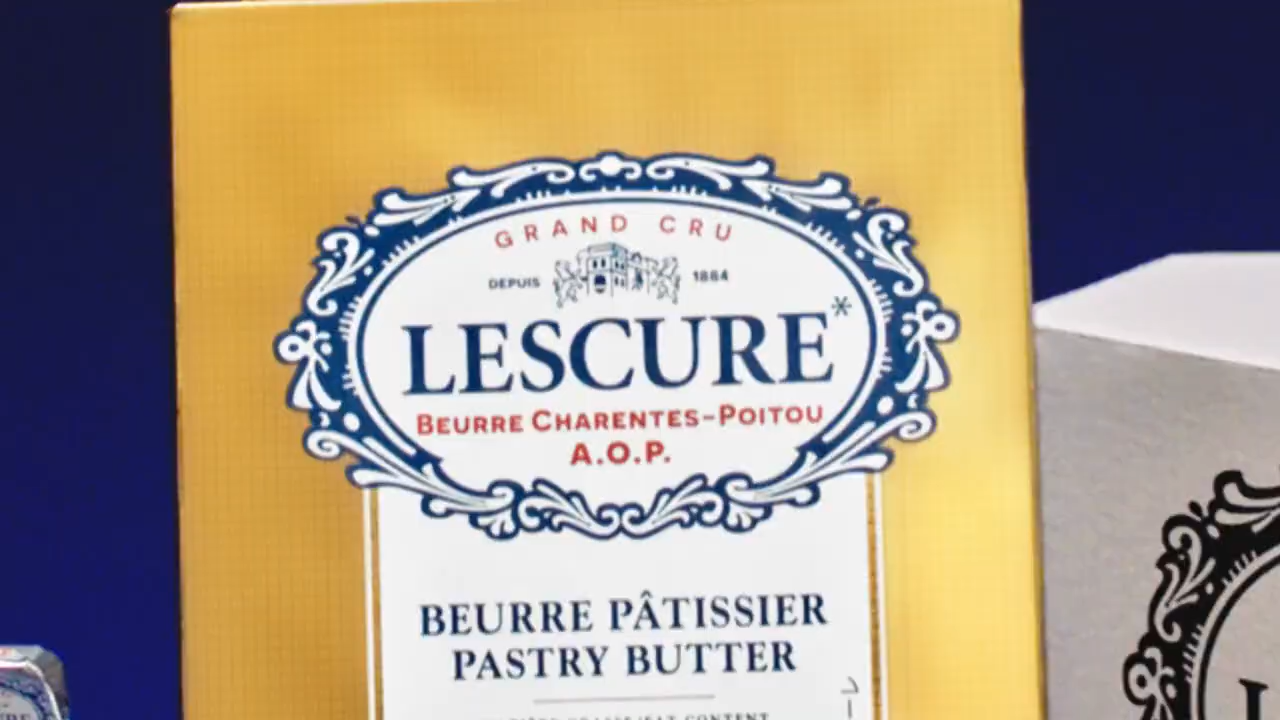 GRAND CRU
DEPUIS 1884
LESCURE*
BEURRE CHARENTES-POITOU
A.O.P.
BEURRE PÂTISSIER
PASTRY BUTTER